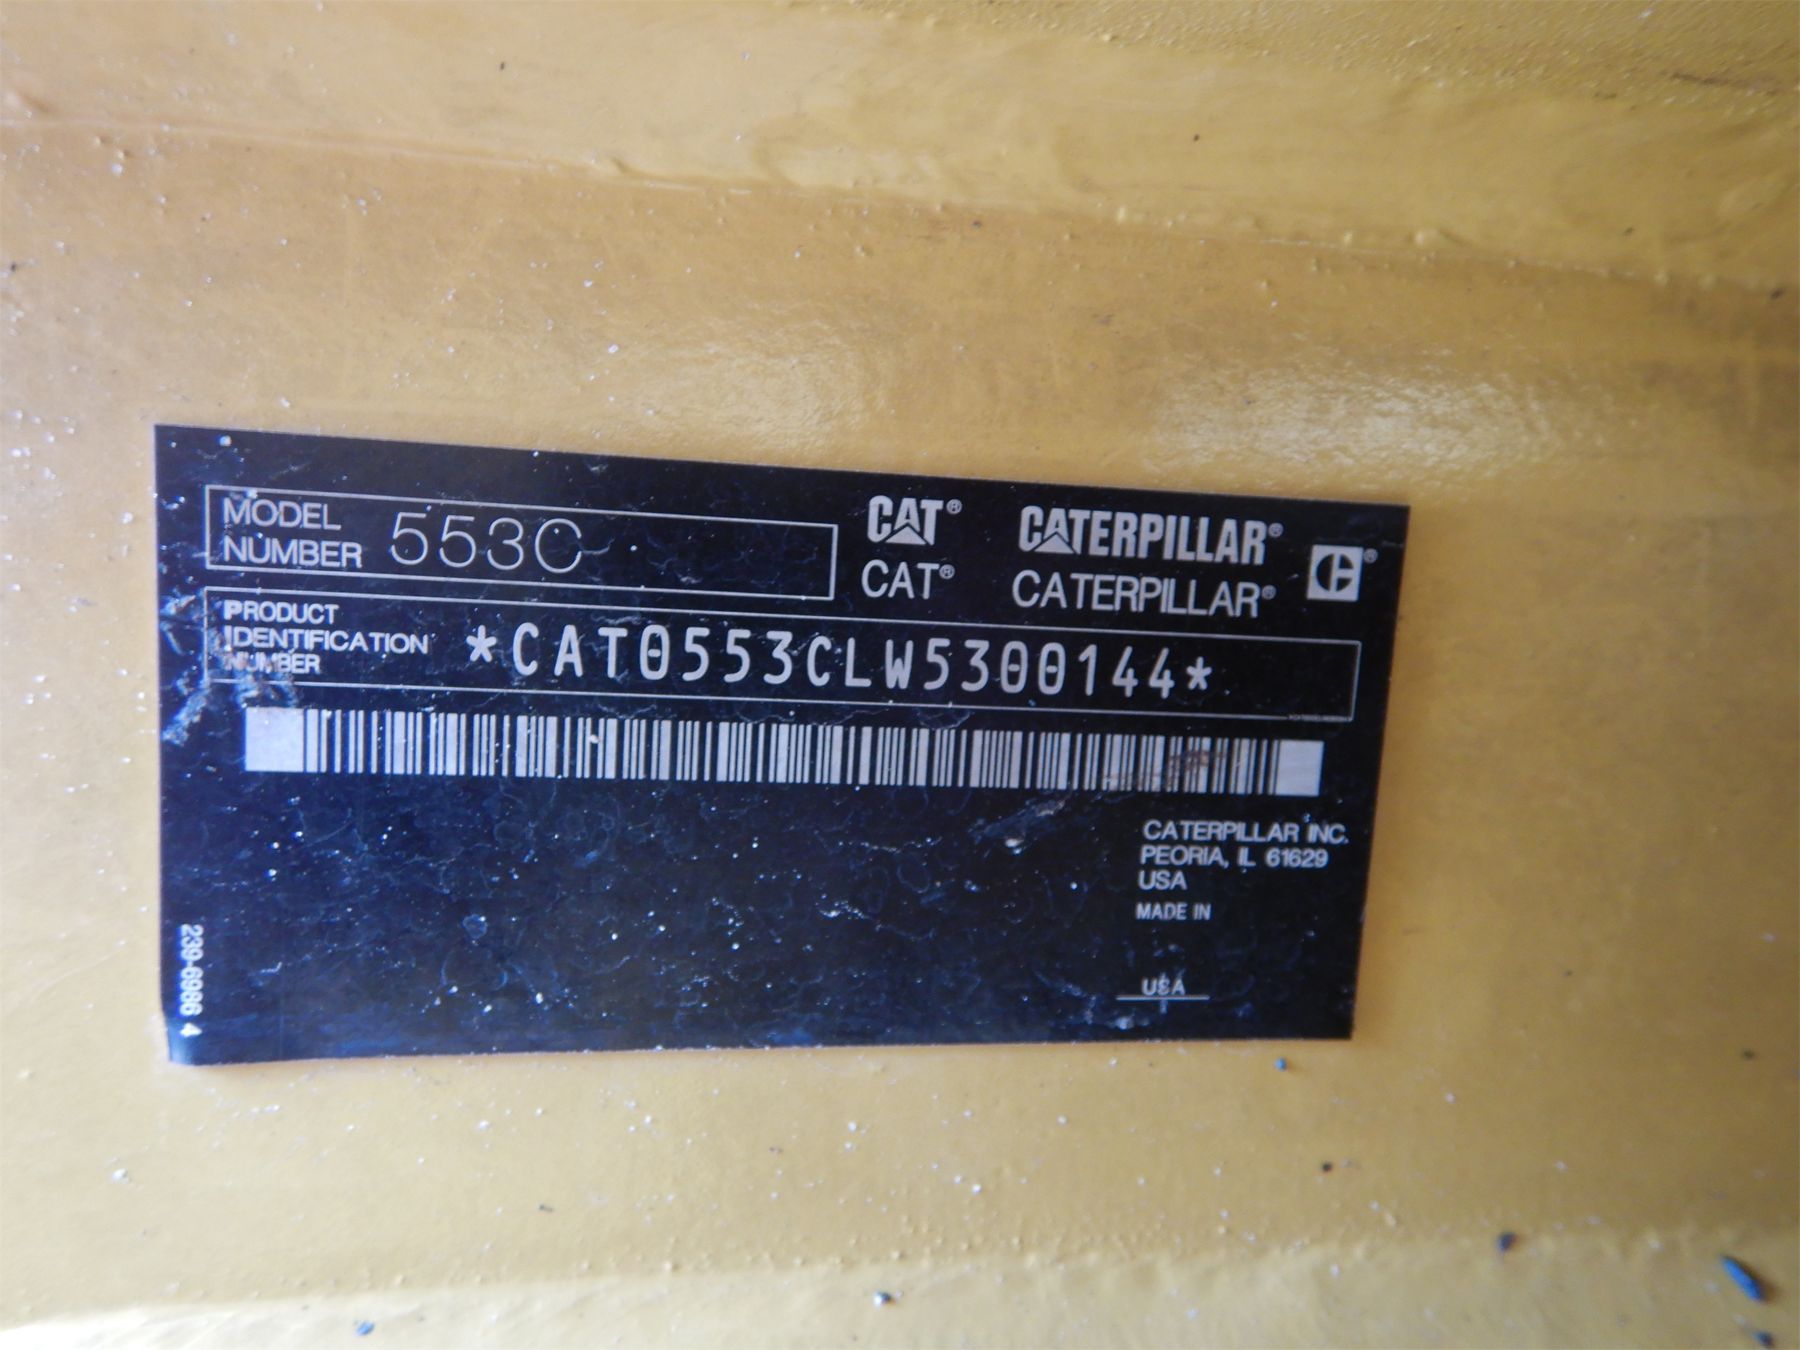 MODEL NUMBER 553C
CAT® CATERPILLAR®
CAT® CATERPILLAR®
PRODUCT
IDENTIFICATION
NUMBER
*CAT0553CLW5300144*
CATERPILLAR INC.
PEORIA, IL 61629
USA
MADE IN
USA
239-6986 4